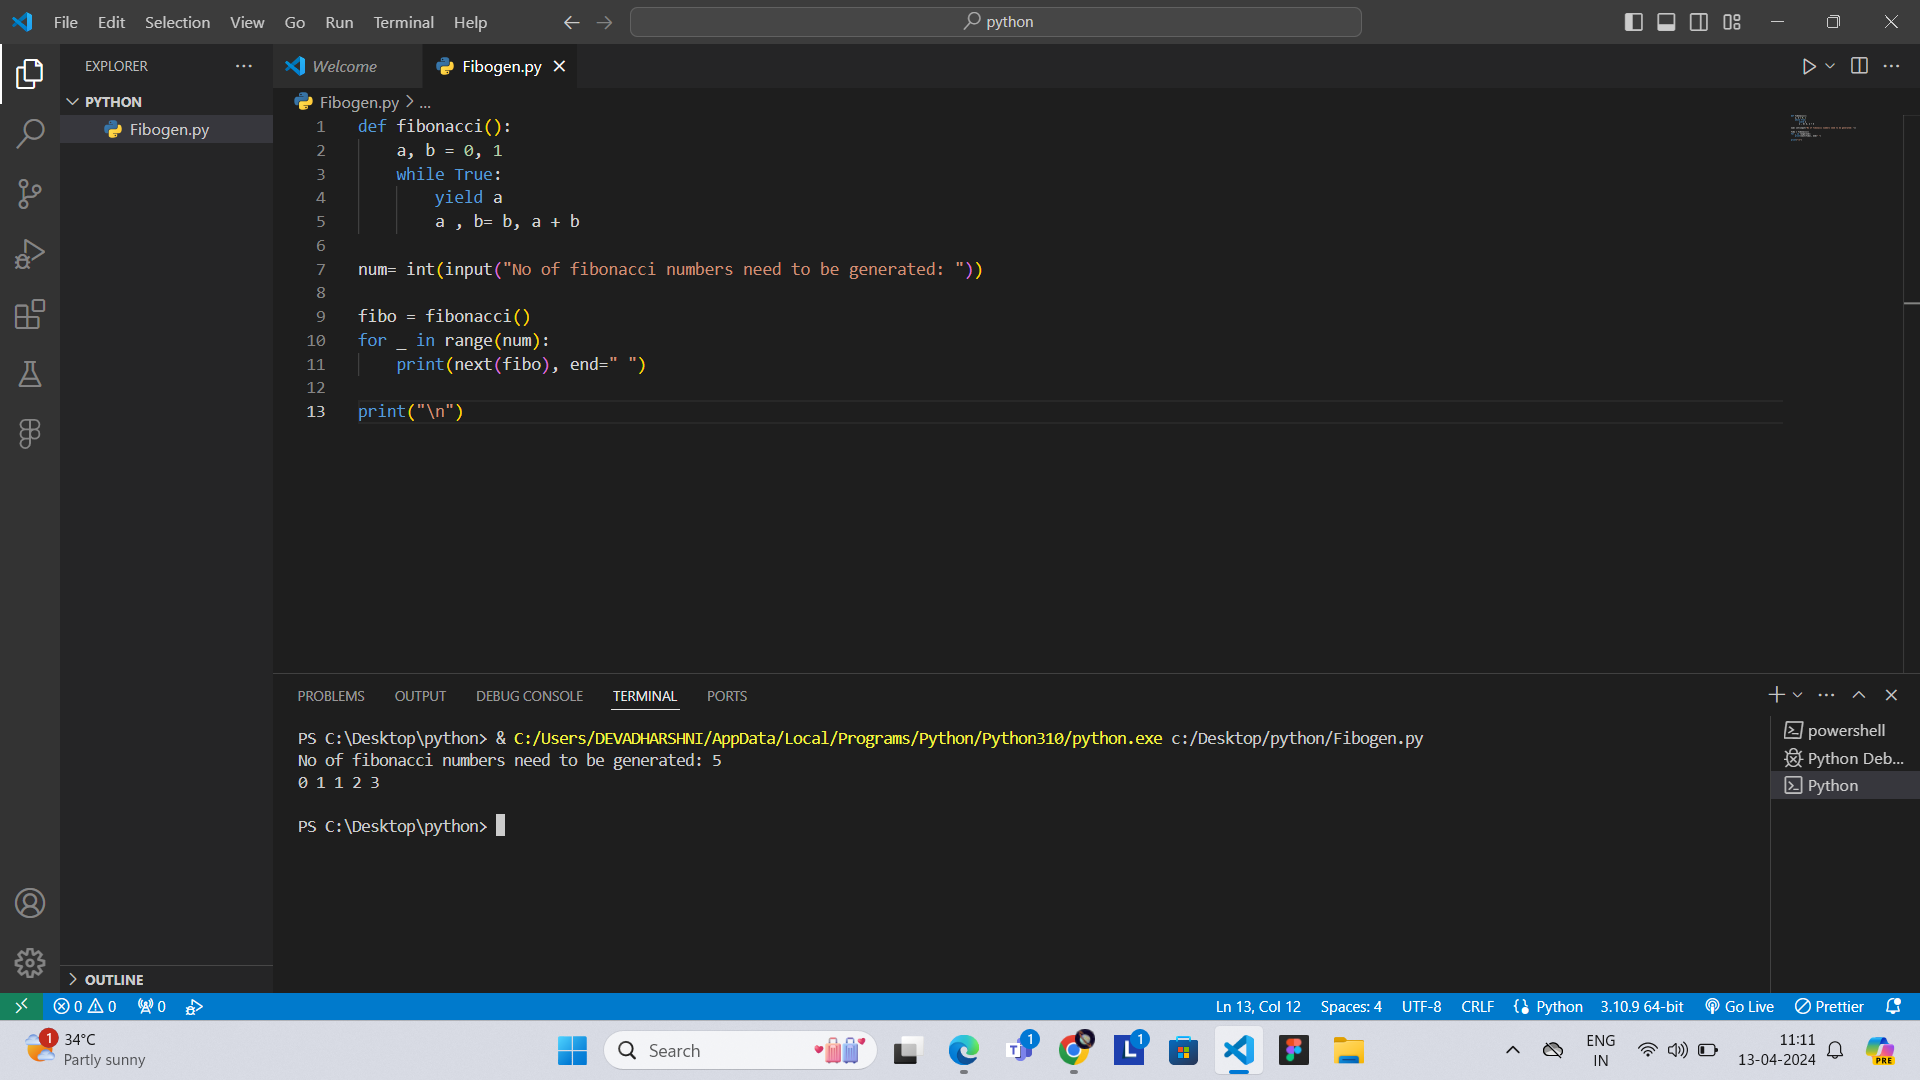 File Edit Selection View Go Run Terminal Help
python
EXPLORER
Welcome
Fibogen.py
PYTHON
Fibogen.py
Fibogen.py > ...
1 def fibonacci():
2 a, b = 0, 1
3 while True:
4 yield a
5 a , b= b, a + b
6
7 num= int(input("No of fibonacci numbers need to be generated: "))
8
9 fibo = fibonacci()
10 for _ in range(num):
11 print(next(fibo), end=" ")
12
13 print("\n")
PROBLEMS OUTPUT DEBUG CONSOLE TERMINAL PORTS
PS C:\Desktop\python> & C:/Users/DEVADHARSHNI/AppData/Local/Programs/Python/Python310/python.exe c:/Desktop/python/Fibogen.py
No of fibonacci numbers need to be generated: 5
0 1 1 2 3
PS C:\Desktop\python>
powershell
Python Deb...
Python
OUTLINE
0 0 0
Ln 13, Col 12 Spaces: 4 UTF-8 CRLF Python 3.10.9 64-bit Go Live Prettier
1
34°C
Partly sunny
Search
1
L 1
ENG
IN
11:11
13-04-2024
PRE